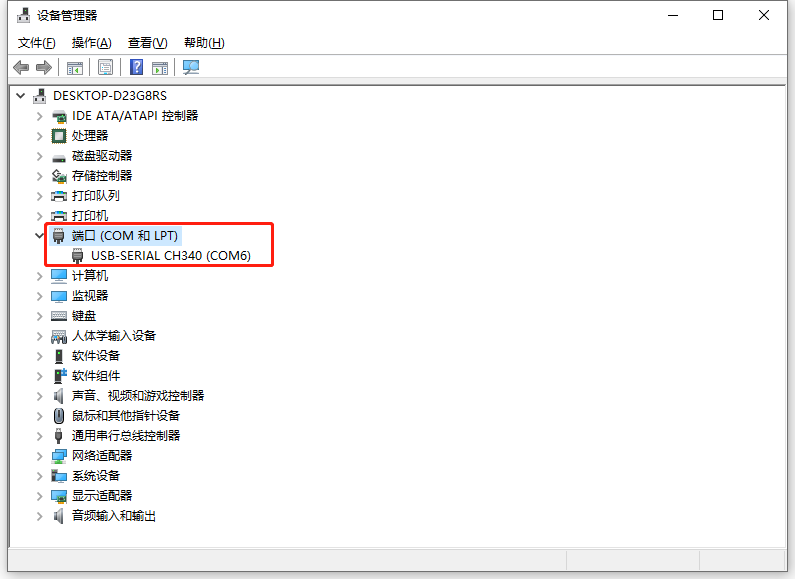 设备管理器
文件(F) 操作(A) 查看(V) 帮助(H)
DESKTOP-D23G8RS
IDE ATA/ATAPI 控制器
处理器
磁盘驱动器
存储控制器
打印队列
打印机
端口 (COM 和 LPT)
USB-SERIAL CH340 (COM6)
计算机
监视器
键盘
人体学输入设备
软件设备
软件组件
声音、视频和游戏控制器
鼠标和其他指针设备
通用串行总线控制器
网络适配器
系统设备
显示适配器
音频输入和输出